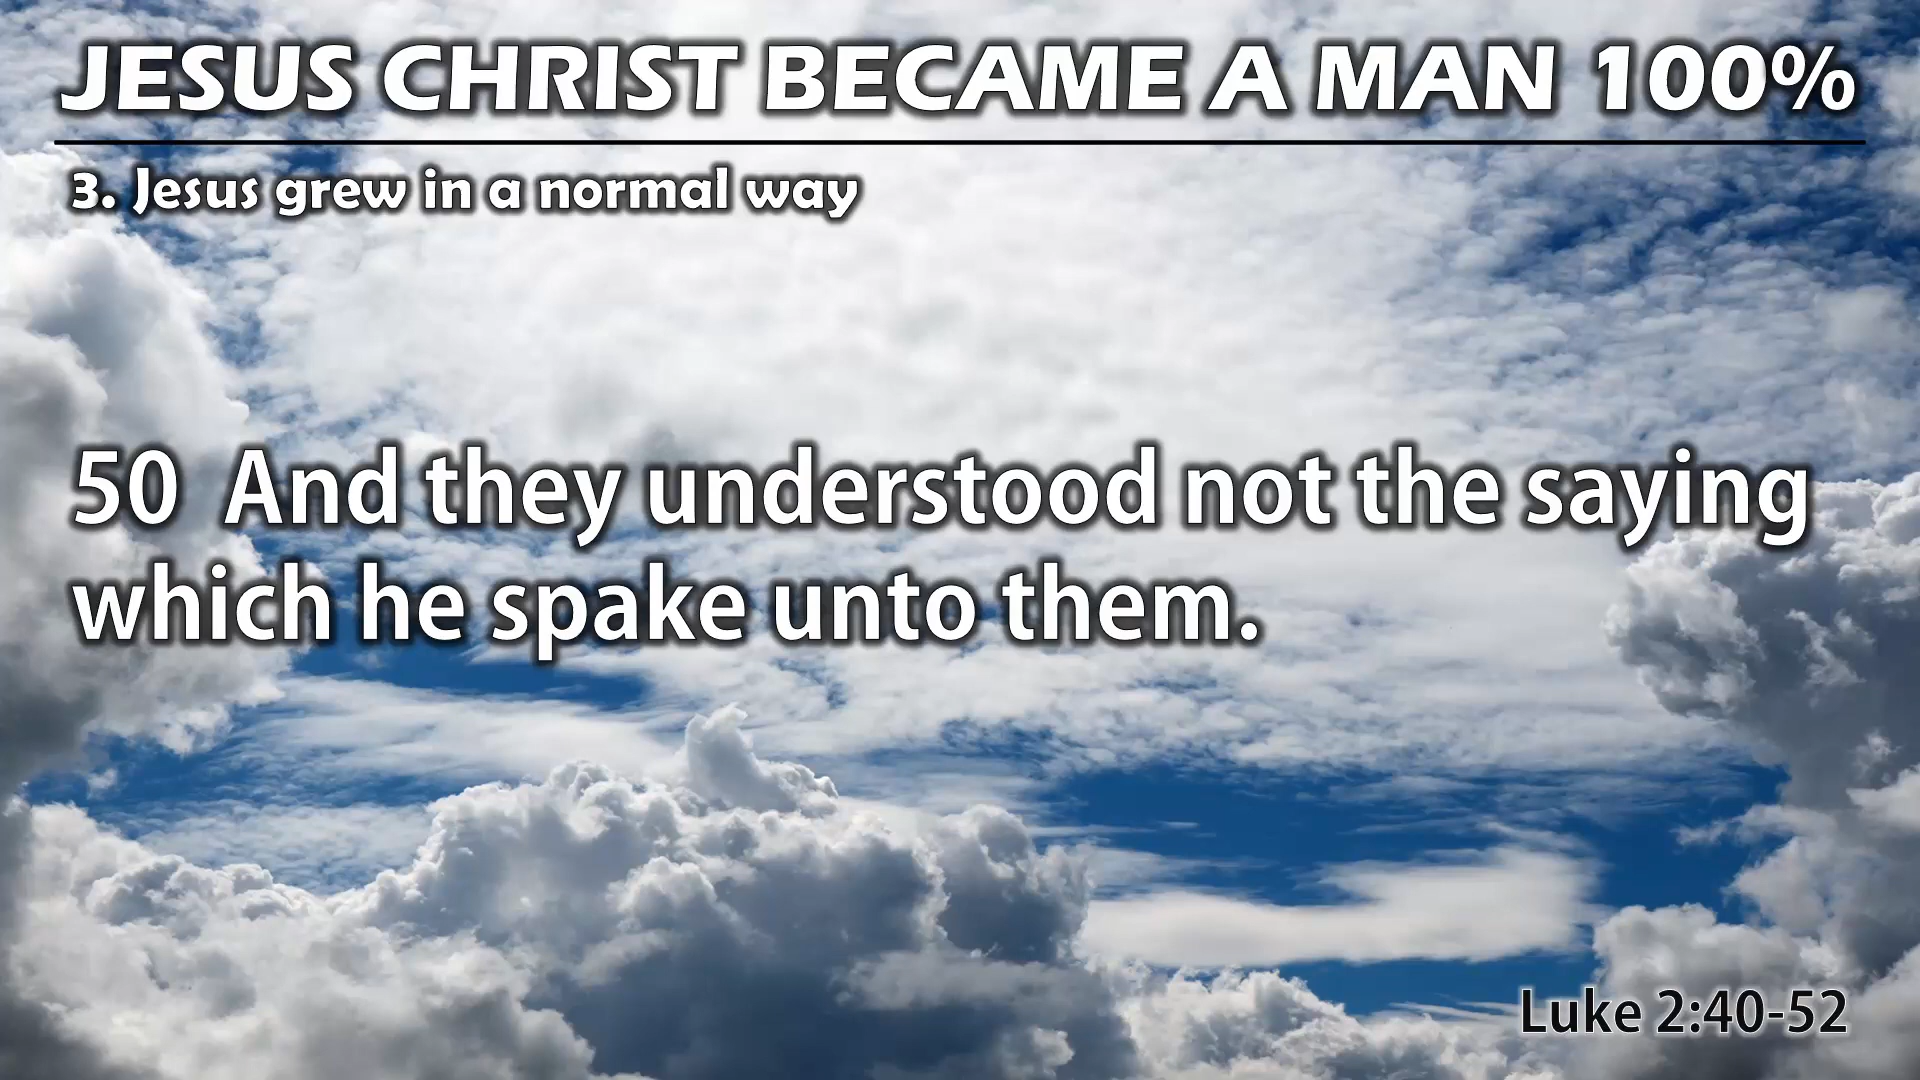 JESUS CHRIST BECAME A MAN 100%
3. Jesus grew in a normal way
50  And they understood not the saying
which he spake unto them.
Luke 2:40-52